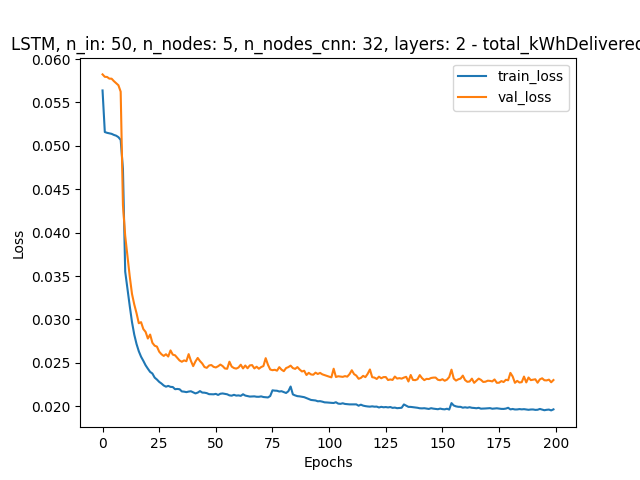 LSTM, n_in: 50, n_nodes: 5, n_nodes_cnn: 32, layers: 2 - total_kWhDelivered
train_loss
val_loss
0.060
0.055
0.050
0.045
0.040
0.035
0.030
0.025
0.020
Loss
0 25 50 75 100 125 150 175 200
Epochs